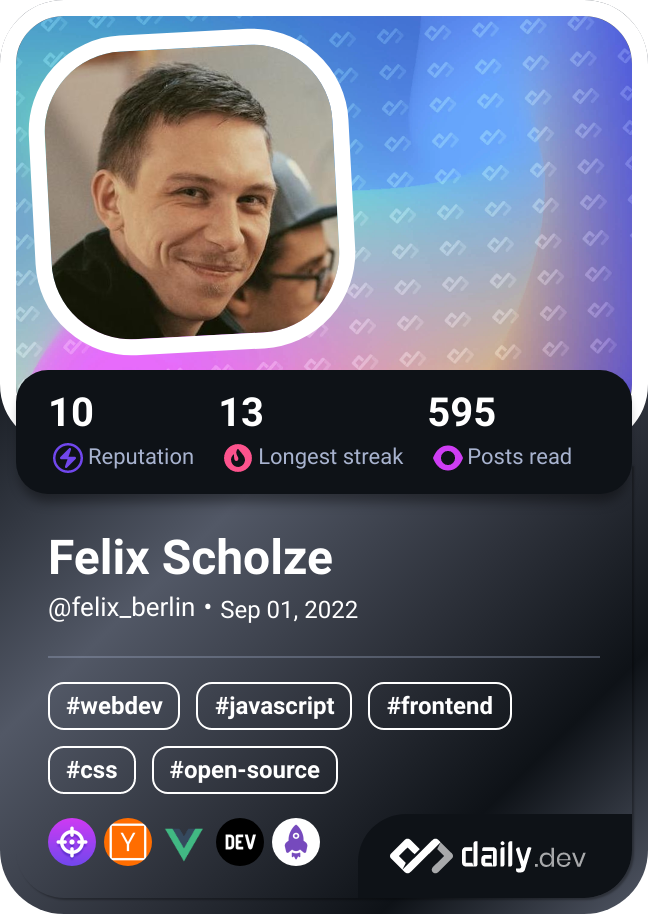 10 13 595
Reputation Longest streak Posts read
Felix Scholze
@felix_berlin • Sep 01, 2022
#webdev #javascript #frontend
#css #open-source
Y DEV daily.dev